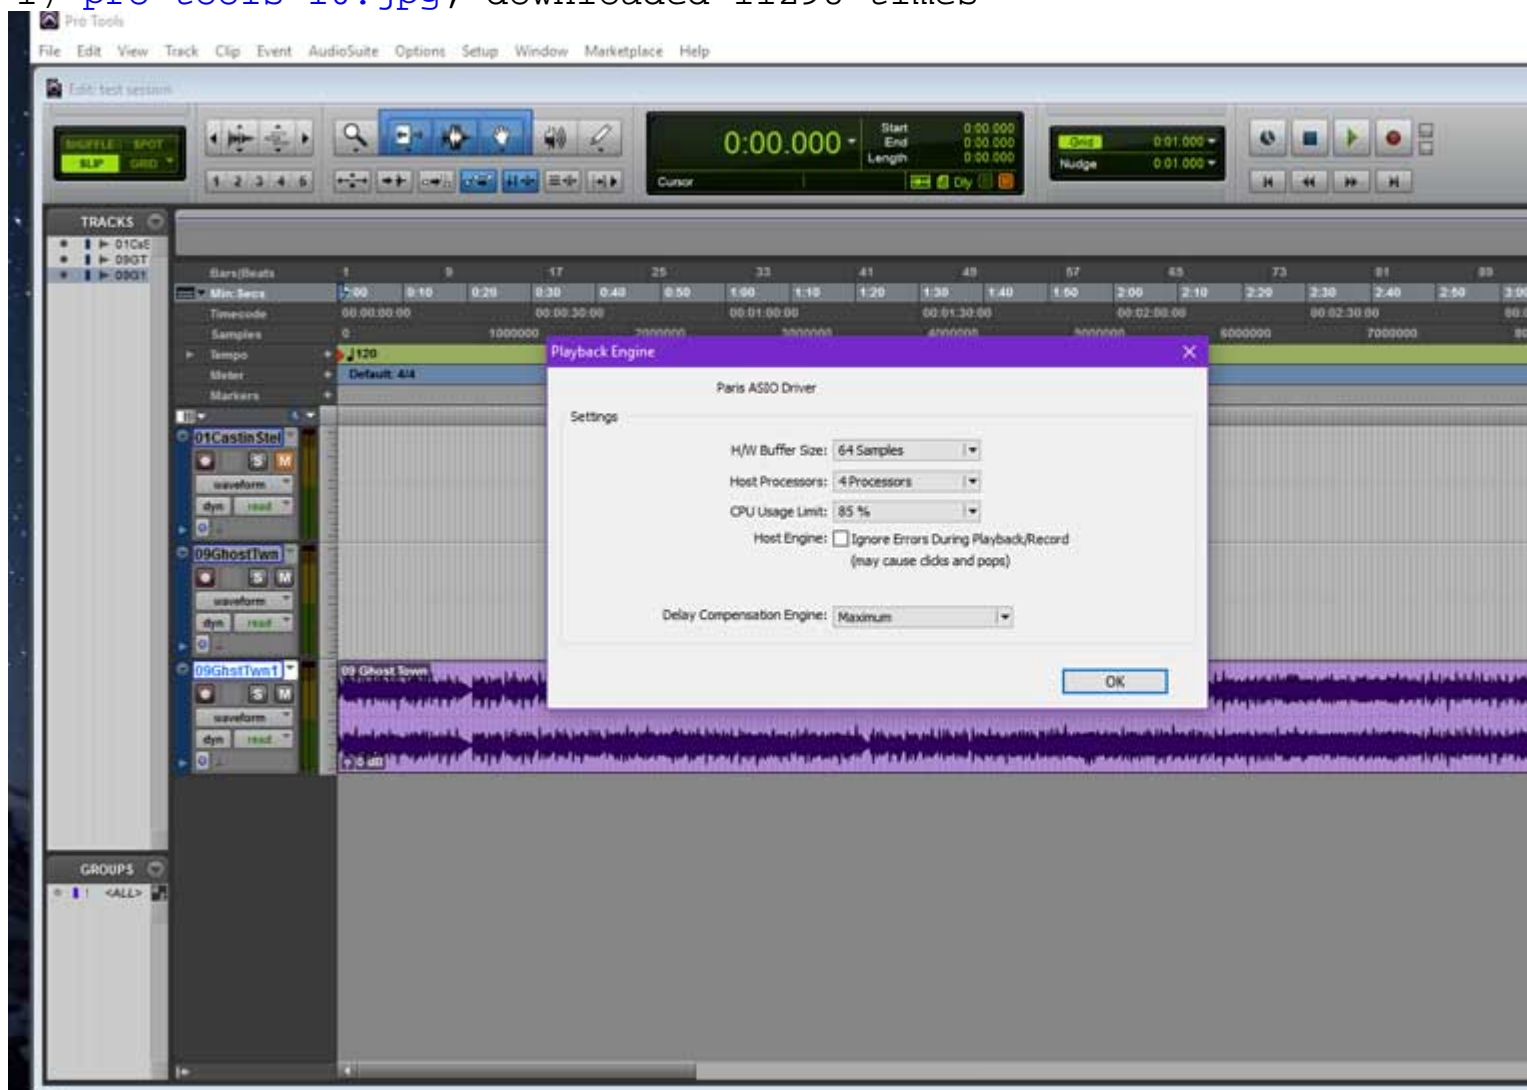 Pro Tools
File Edit View Track Clip Event AudioSuite Options Setup Window Marketplace Help
Edit: test session
SHUFFLE SPOT
SLIP GRID
1 2 3 4 5
0:00.000
Start 0:00.000
End 0:00.000
Length 0:00.000
Cursor
Dly
Grid 0:01.000
Nudge 0:01.000
TRACKS
01CsS
09GT
09GT
Bars|Beats 1 9 17 25 33 41 49 57 65 73 81 89
Min:Secs 0:00 0:10 0:20 0:30 0:40 0:50 1:00 1:10 1:20 1:30 1:40 1:50 2:00 2:10 2:20 2:30 2:40 2:50 3:00
Timecode 00:00:00:00 00:00:30:00 00:01:00:00 00:01:30:00 00:02:00:00 00:02:30:00
Samples 0 1000000 2000000 3000000 4000000 5000000 6000000 7000000
Tempo 120
Meter Default: 4/4
Markers
Playback Engine
Paris ASIO Driver
Settings
H/W Buffer Size: 64 Samples
Host Processors: 4 Processors
CPU Usage Limit: 85 %
Host Engine: Ignore Errors During Playback/Record
(may cause clicks and pops)
Delay Compensation Engine: Maximum
OK
01CastinStel
S M
waveform
dyn read
09GhostTwn
S M
waveform
dyn read
09GhstTwn1
S M
waveform
dyn read
09 Ghost Town
0 dB
GROUPS
! <ALL>